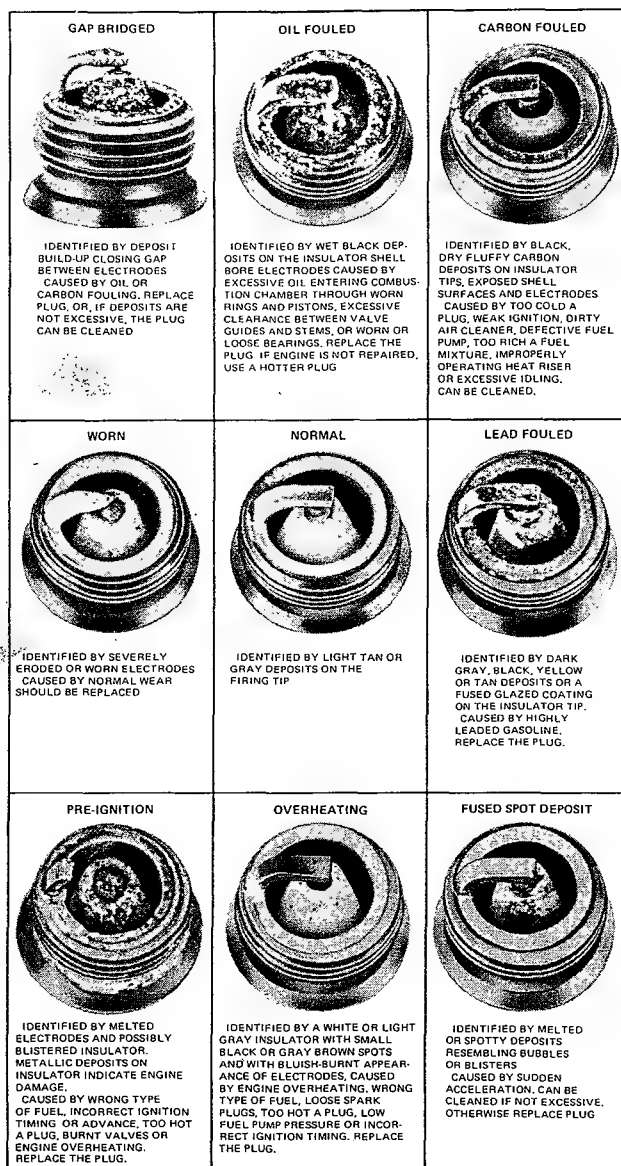 GAP BRIDGED
IDENTIFIED BY DEPOSIT
BUILD-UP CLOSING GAP
BETWEEN ELECTRODES
CAUSED BY OIL OR
CARBON FOULING. REPLACE
PLUG, OR, IF DEPOSITS ARE
NOT EXCESSIVE, THE PLUG
CAN BE CLEANED
OIL FOULED
IDENTIFIED BY WET BLACK DEP-
OSITS ON THE INSULATOR SHELL
BORE ELECTRODES CAUSED BY
EXCESSIVE OIL ENTERING COMBUS-
TION CHAMBER THROUGH WORN
RINGS AND PISTONS, EXCESSIVE
CLEARANCE BETWEEN VALVE
GUIDES AND STEMS, OR WORN OR
LOOSE BEARINGS. REPLACE THE
PLUG IF ENGINE IS NOT REPAIRED,
USE A HOTTER PLUG
CARBON FOULED
IDENTIFIED BY BLACK,
DRY FLUFFY CARBON
DEPOSITS ON INSULATOR
TIPS, EXPOSED SHELL
SURFACES AND ELECTRODES
CAUSED BY TOO COLD A
PLUG, WEAK IGNITION, DIRTY
AIR CLEANER, DEFECTIVE FUEL
PUMP, TOO RICH A FUEL
MIXTURE, IMPROPERLY
OPERATING HEAT RISER
OR EXCESSIVE IDLING.
CAN BE CLEANED.
WORN
IDENTIFIED BY SEVERELY
ERODED OR WORN ELECTRODES
CAUSED BY NORMAL WEAR
SHOULD BE REPLACED
NORMAL
IDENTIFIED BY LIGHT TAN OR
GRAY DEPOSITS ON THE
FIRING TIP
LEAD FOULED
IDENTIFIED BY DARK
GRAY, BLACK, YELLOW
OR TAN DEPOSITS OR A
FUSED GLAZED COATING
ON THE INSULATOR TIP.
CAUSED BY HIGHLY
LEADED GASOLINE.
REPLACE THE PLUG.
PRE-IGNITION
IDENTIFIED BY MELTED
ELECTRODES AND POSSIBLY
BLISTERED INSULATOR.
METALLIC DEPOSITS ON
INSULATOR INDICATE ENGINE
DAMAGE.
CAUSED BY WRONG TYPE
OF FUEL, INCORRECT IGNITION
TIMING OR ADVANCE, TOO HOT
A PLUG, BURNT VALVES OR
ENGINE OVERHEATING.
REPLACE THE PLUG.
OVERHEATING
IDENTIFIED BY A WHITE OR LIGHT
GRAY INSULATOR WITH SMALL
BLACK OR GRAY BROWN SPOTS
AND WITH BLUISH-BURNT APPEAR-
ANCE OF ELECTRODES, CAUSED
BY ENGINE OVERHEATING. WRONG
TYPE OF FUEL, LOOSE SPARK
PLUGS, TOO HOT A PLUG, LOW
FUEL PUMP PRESSURE OR INCOR-
RECT IGNITION TIMING. REPLACE
THE PLUG.
FUSED SPOT DEPOSIT
IDENTIFIED BY MELTED
OR SPOTTY DEPOSITS
RESEMBLING BUBBLES
OR BLISTERS
CAUSED BY SUDDEN
ACCELERATION. CAN BE
CLEANED IF NOT EXCESSIVE.
OTHERWISE REPLACE PLUG